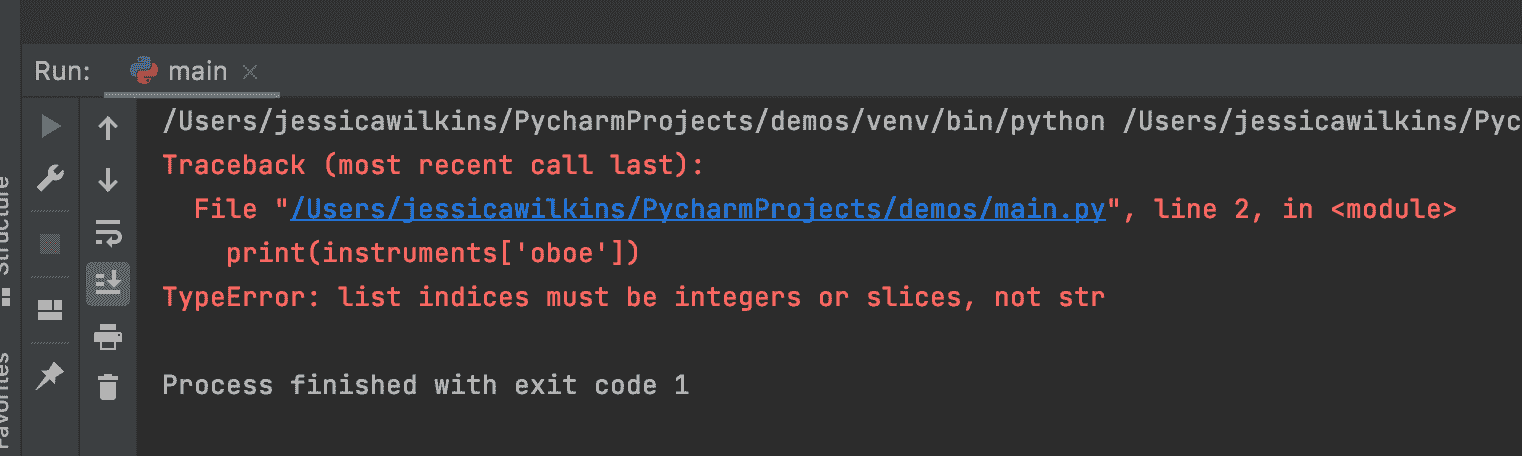 Run: main
/Users/jessicawilkins/PycharmProjects/demos/venv/bin/python /Users/jessicawilkins/Pyc
Traceback (most recent call last):
File "/Users/jessicawilkins/PycharmProjects/demos/main.py", line 2, in <module>
print(instruments['oboe'])
TypeError: list indices must be integers or slices, not str
Process finished with exit code 1
Structure
Favorites